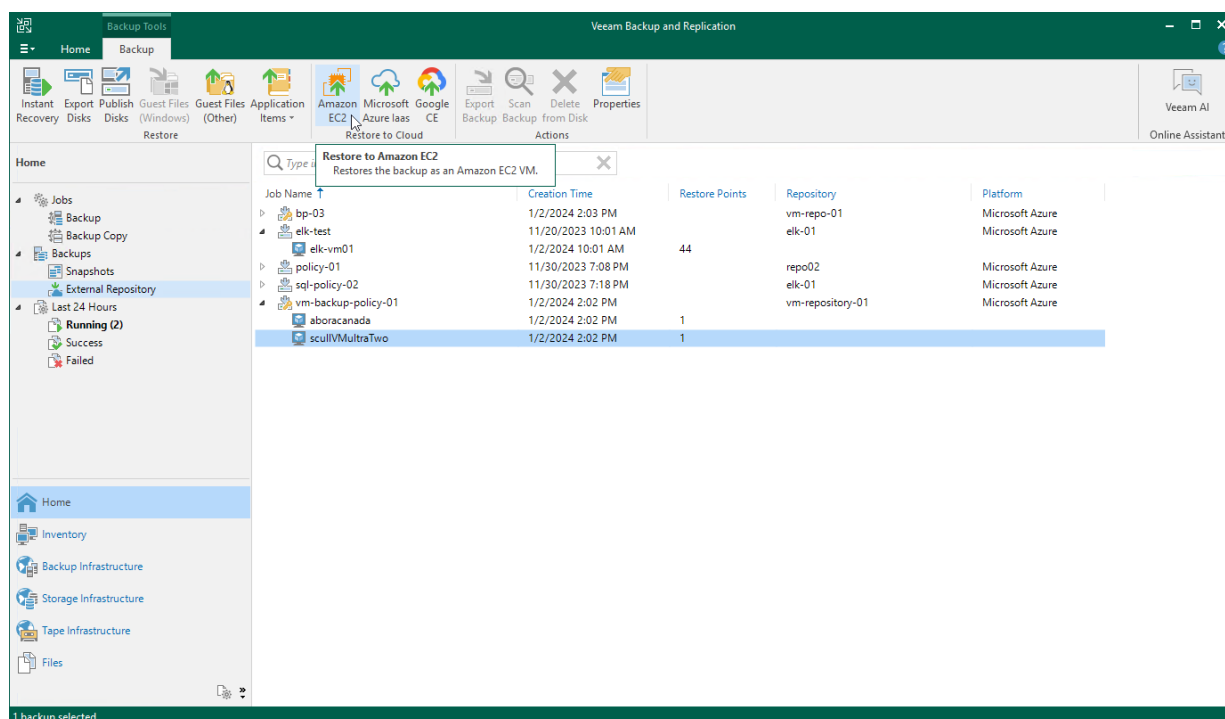 Backup Tools
Veeam Backup and Replication
Home Backup
Instant Recovery
Export Disks
Publish Disks
Guest Files (Windows)
Guest Files (Other)
Application Items
Restore
Amazon EC2
Microsoft Azure Iaas
Google CE
Restore to Cloud
Export Backup
Scan Backup
Delete from Disk
Properties
Actions
Veeam AI
Online Assistant
Restore to Amazon EC2
Restores the backup as an Amazon EC2 VM.
Home
Type
Jobs
Backup
Backup Copy
Backups
Snapshots
External Repository
Last 24 Hours
Running (2)
Success
Failed
Job Name Creation Time Restore Points Repository Platform
bp-03 1/2/2024 2:03 PM vm-repo-01 Microsoft Azure
elk-test 11/20/2023 10:01 AM elk-01 Microsoft Azure
elk-vm01 1/2/2024 10:01 AM 44
policy-01 11/30/2023 7:08 PM repo02 Microsoft Azure
sql-policy-02 11/30/2023 7:18 PM elk-01 Microsoft Azure
vm-backup-policy-01 1/2/2024 2:02 PM vm-repository-01 Microsoft Azure
aboracanada 1/2/2024 2:02 PM 1
scullVMultraTwo 1/2/2024 2:02 PM 1
Home
Inventory
Backup Infrastructure
Storage Infrastructure
Tape Infrastructure
Files
1 backup selected